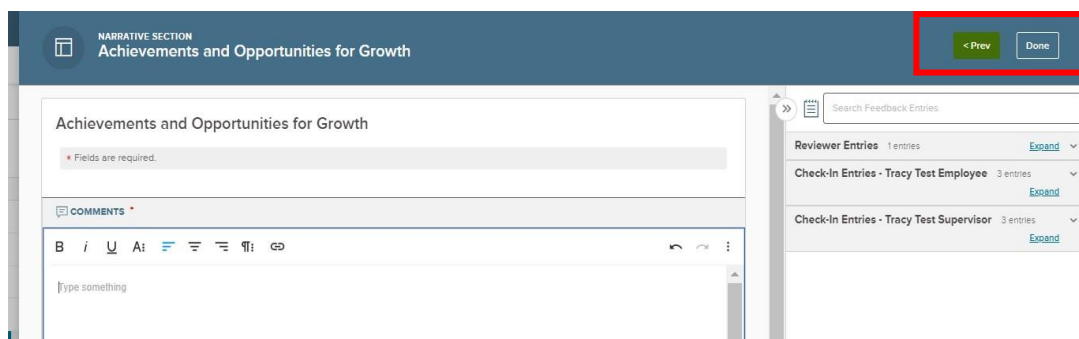 NARRATIVE SECTION
Achievements and Opportunities for Growth
< Prev Done
Achievements and Opportunities for Growth
* Fields are required.
COMMENTS *
B i U A
Type something
Search Feedback Entries
Reviewer Entries 1 entries Expand
Check-In Entries - Tracy Test Employee 3 entries
Expand
Check-In Entries - Tracy Test Supervisor 3 entries
Expand